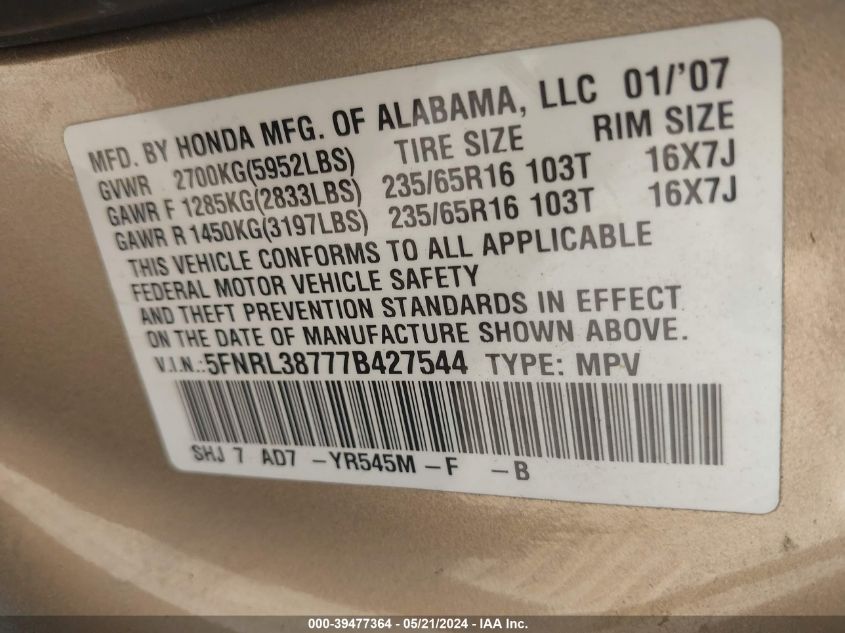 MFD. BY HONDA MFG. OF ALABAMA, LLC 01/'07
GVWR 2700KG(5952LBS) TIRE SIZE RIM SIZE
GAWR F 1285KG(2833LBS) 235/65R16 103T 16X7J
GAWR R 1450KG(3197LBS) 235/65R16 103T 16X7J
THIS VEHICLE CONFORMS TO ALL APPLICABLE
FEDERAL MOTOR VEHICLE SAFETY
AND THEFT PREVENTION STANDARDS IN EFFECT
ON THE DATE OF MANUFACTURE SHOWN ABOVE.
V.I.N.:5FNRL38777B427544 TYPE: MPV
SHJ 7 AD7 -YR545M -F -B
000-39477364 - 05/21/2024 - IAA Inc.